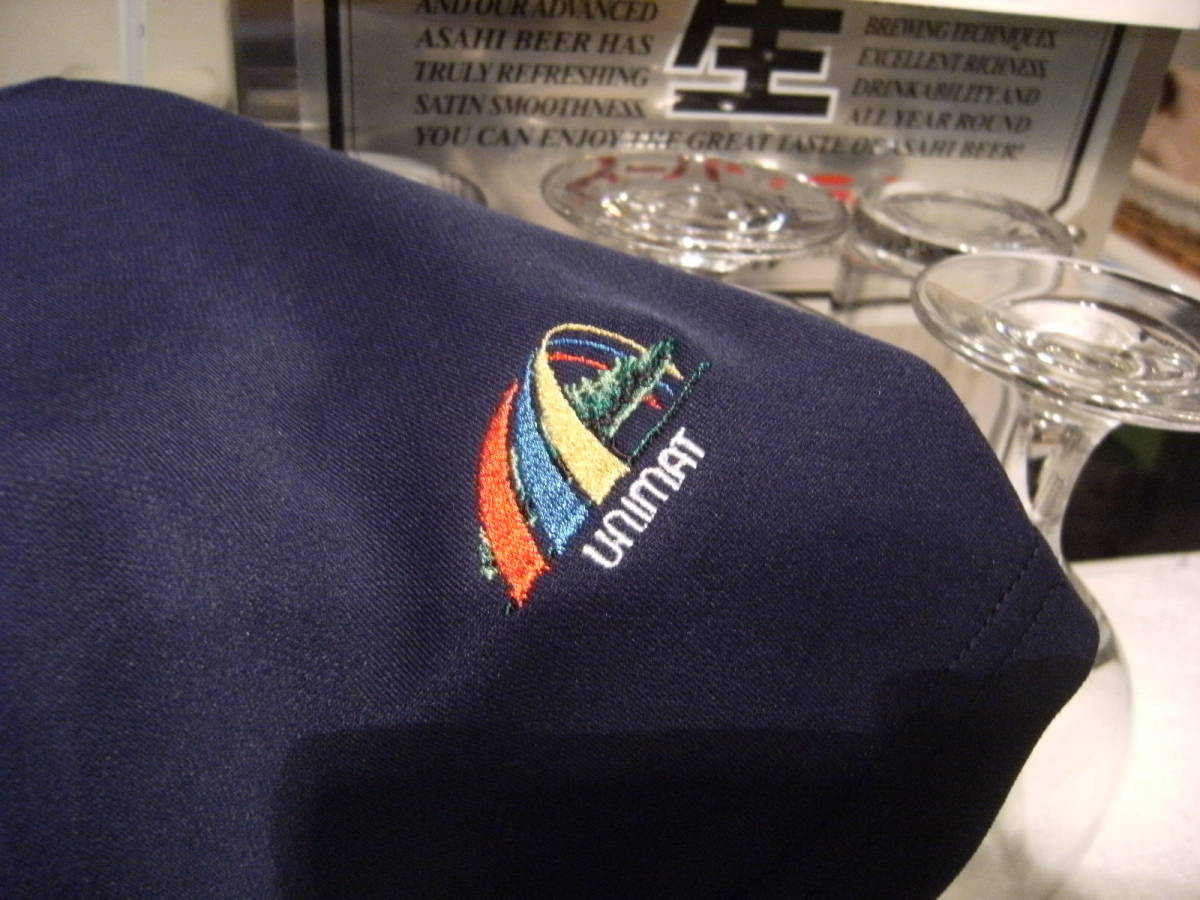 AND OUR ADVANCED
ASAHI BEER HAS
TRULY REFRESHING
SATIN SMOOTHNESS.
生
BREWING TECHNIQUES,
EXCELLENT RICHNESS,
DRINKABILITY AND
ALL YEAR ROUND
YOU CAN ENJOY THE GREAT TASTE OF ASAHI BEER!
UNIMAT